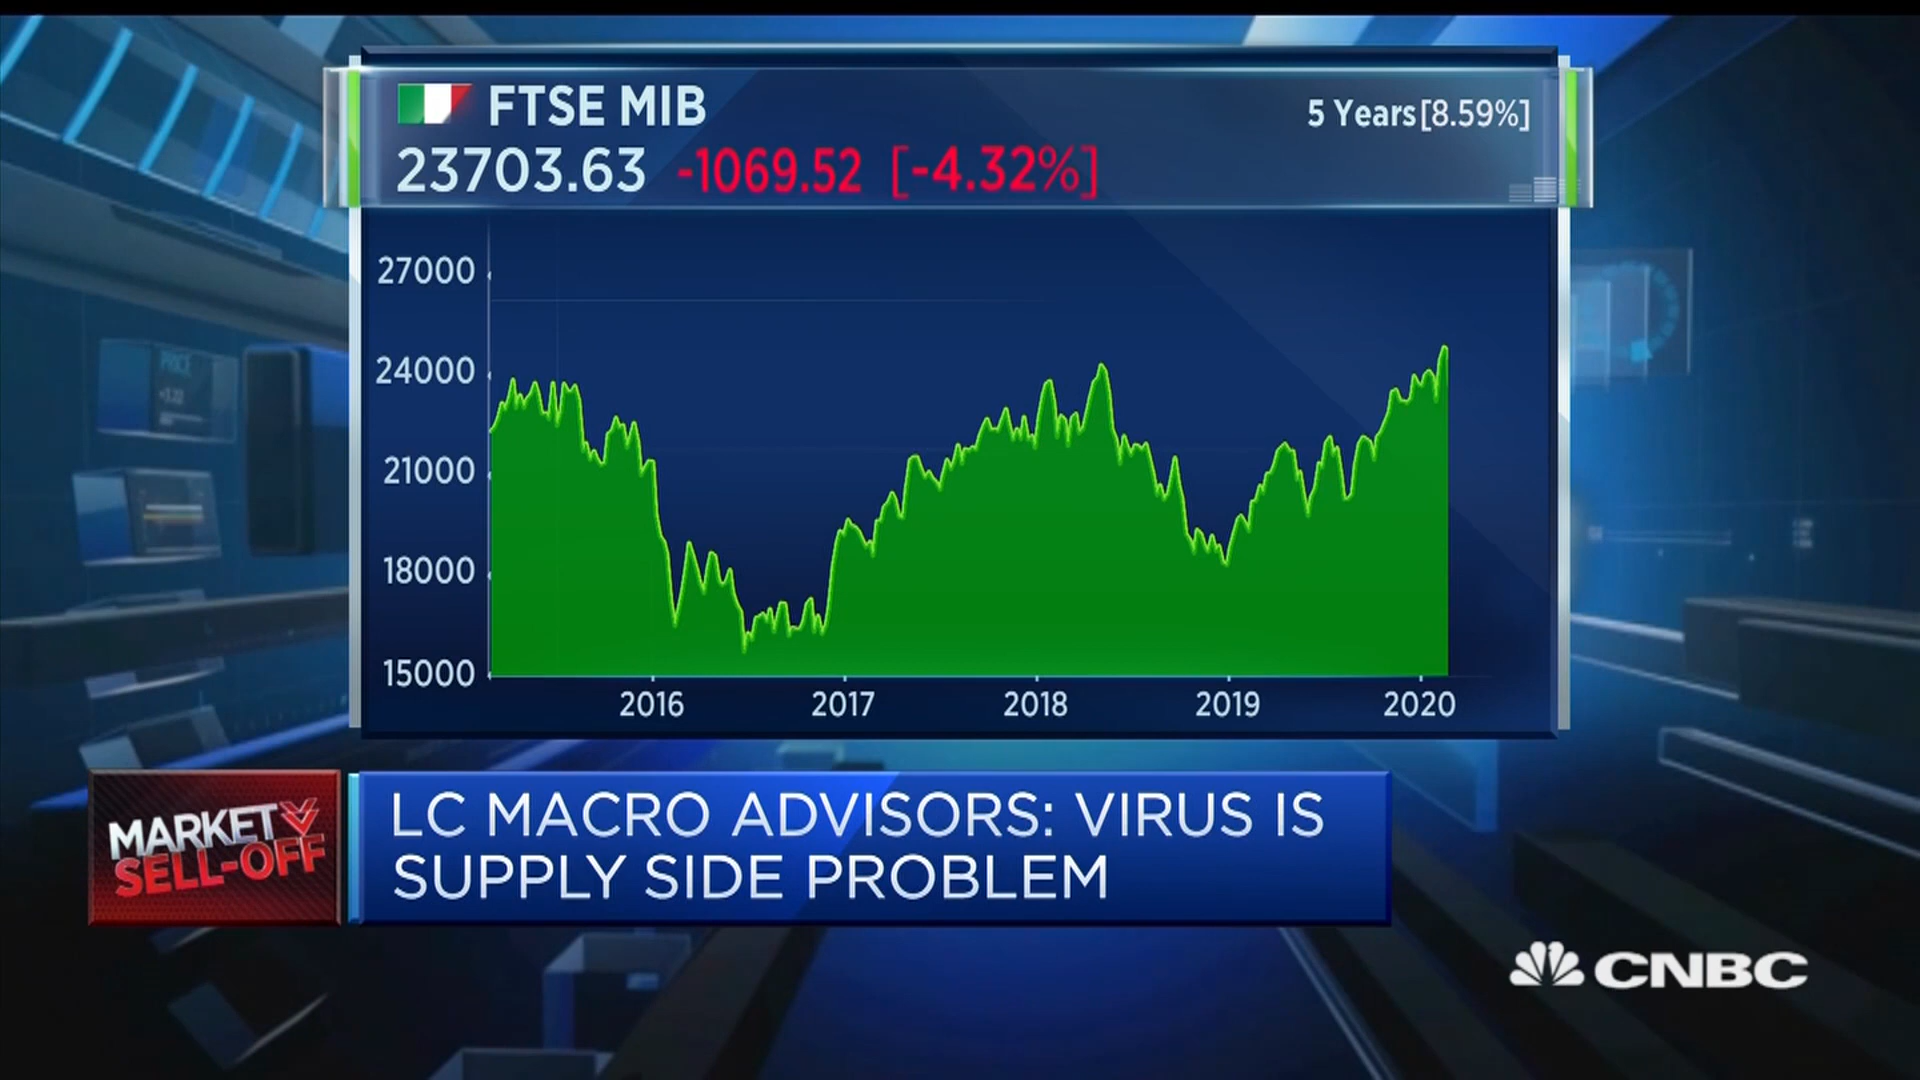 FTSE MIB
5 Years[8.59%]
23703.63 -1069.52 [-4.32%]
27000
24000
21000
18000
15000
2016 2017 2018 2019 2020
MARKET
SELL-OFF
LC MACRO ADVISORS: VIRUS IS
SUPPLY SIDE PROBLEM
CNBC